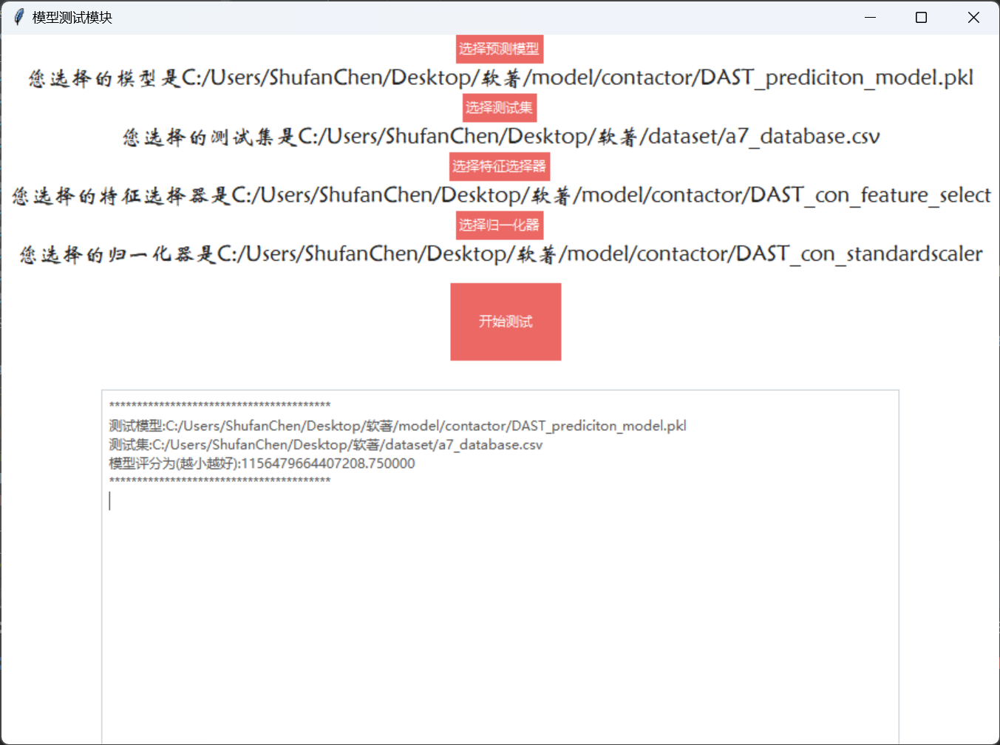 模型测试模块
选择预测模型
您选择的模型是C:/Users/ShufanChen/Desktop/软著/model/contactor/DAST_prediciton_model.pkl
选择测试集
您选择的测试集是C:/Users/ShufanChen/Desktop/软著/dataset/a7_database.csv
选择特征选择器
您选择的特征选择器是C:/Users/ShufanChen/Desktop/软著/model/contactor/DAST_con_feature_select
选择归一化器
您选择的归一化器是C:/Users/ShufanChen/Desktop/软著/model/contactor/DAST_con_standardscaler
开始测试
****************************************
测试模型:C:/Users/ShufanChen/Desktop/软著/model/contactor/DAST_prediciton_model.pkl
测试集:C:/Users/ShufanChen/Desktop/软著/dataset/a7_database.csv
模型评分为(越小越好):1156479664407208.750000
****************************************